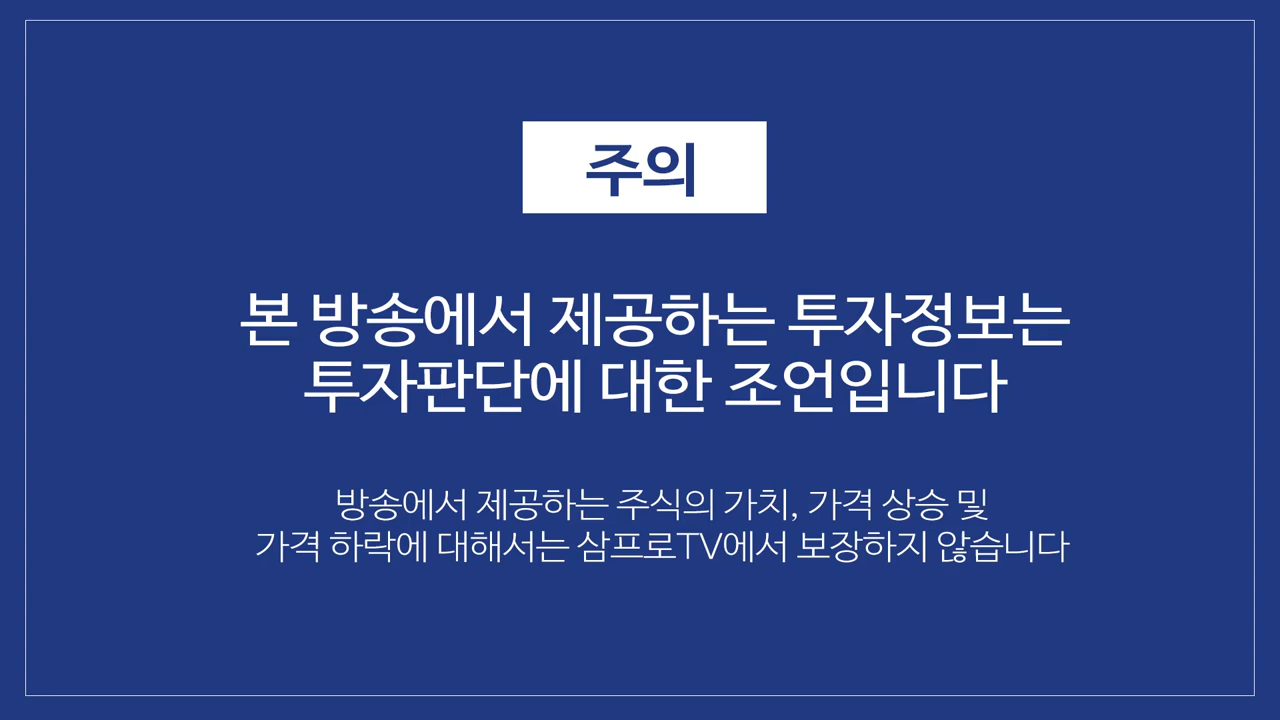 주의
본 방송에서 제공하는 투자정보는
투자판단에 대한 조언입니다
방송에서 제공하는 주식의 가치, 가격 상승 및
가격 하락에 대해서는 삼프로TV에서 보장하지 않습니다